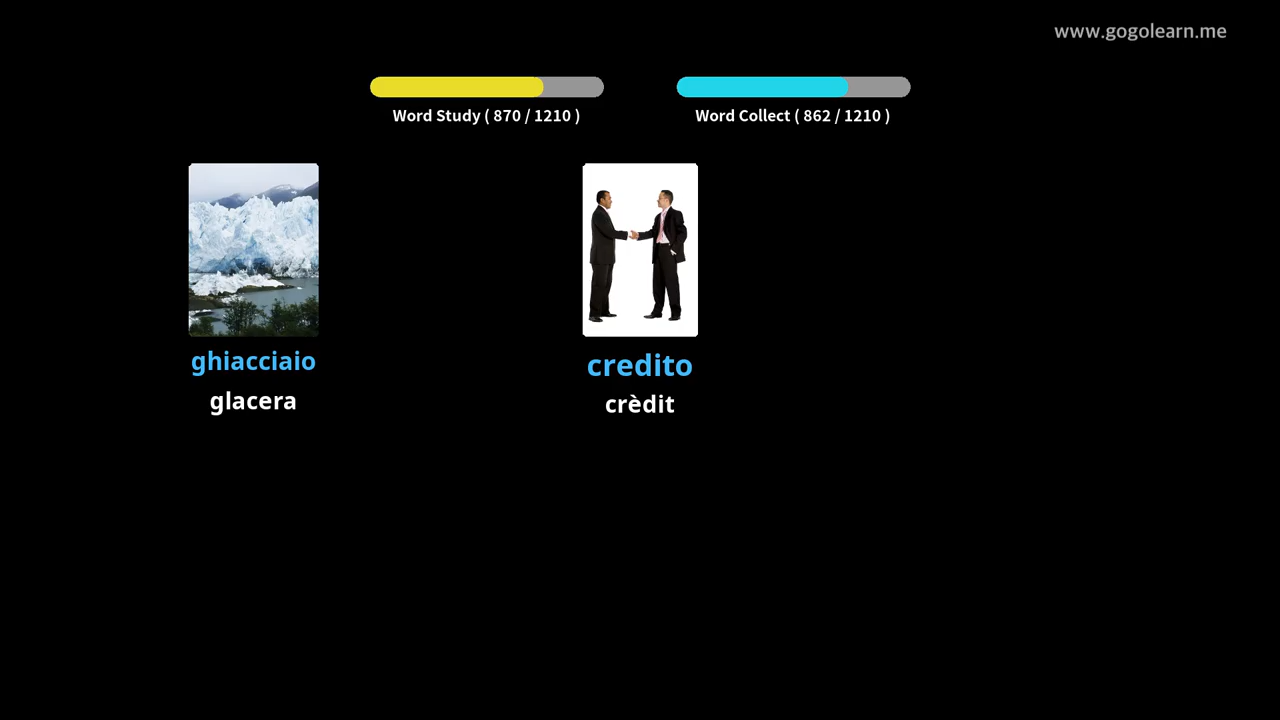 www.gogolearn.me
Word Study ( 870 / 1210 )
Word Collect ( 862 / 1210 )
ghiacciaio
glacera
credito
crèdit